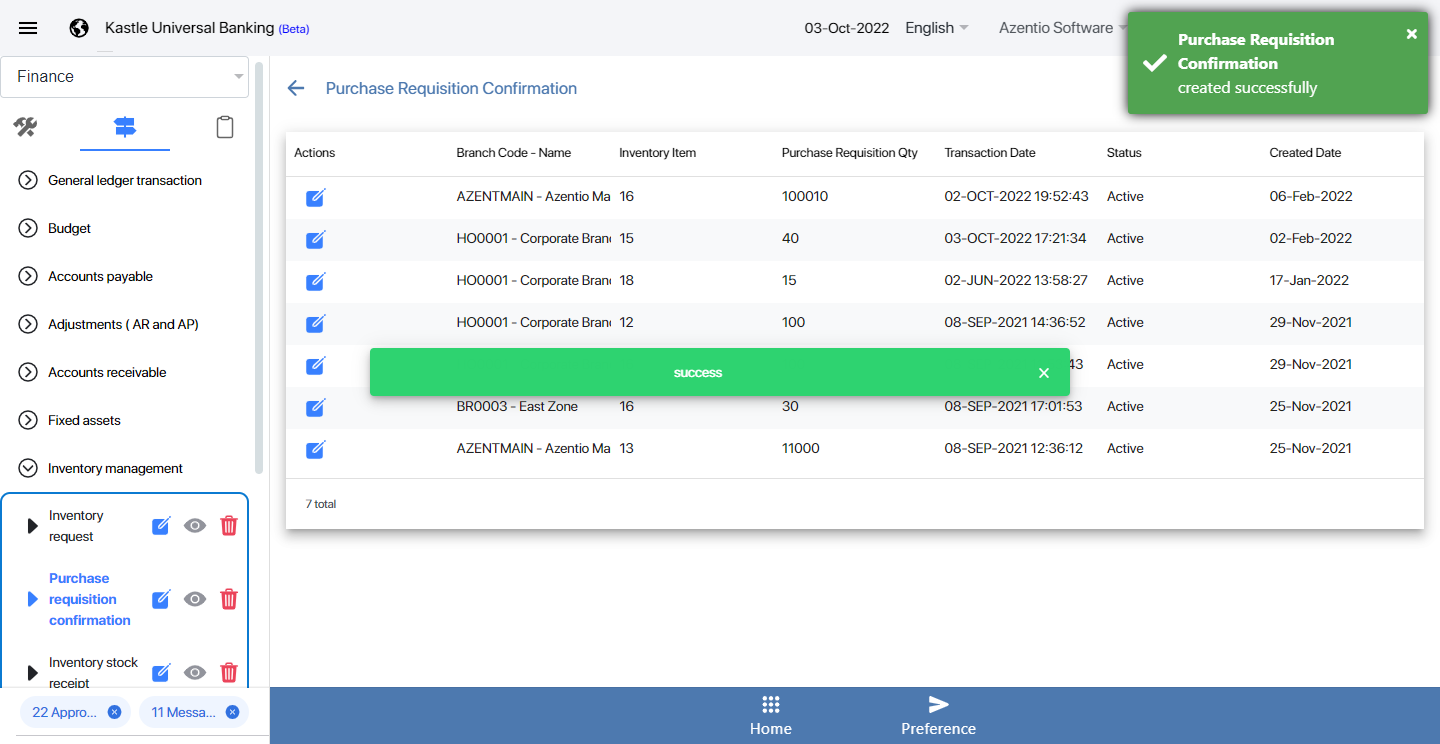 Kastle Universal Banking (Beta)
03-Oct-2022
English
Azentio Software
Purchase Requisition
Confirmation
created successfully
Finance
Purchase Requisition Confirmation
General ledger transaction
Budget
Accounts payable
Adjustments ( AR and AP)
Accounts receivable
Fixed assets
Inventory management
Inventory
request
Purchase
requisition
confirmation
Inventory stock
receipt
22 Appro...
11 Messa...
Actions Branch Code - Name Inventory Item Purchase Requisition Qty Transaction Date Status Created Date
AZENTMAIN - Azentio Ma 16 100010 02-OCT-2022 19:52:43 Active 06-Feb-2022
HO0001 - Corporate Bran 15 40 03-OCT-2022 17:21:34 Active 02-Feb-2022
HO0001 - Corporate Bran 18 15 02-JUN-2022 13:58:27 Active 17-Jan-2022
HO0001 - Corporate Bran 12 100 08-SEP-2021 14:36:52 Active 29-Nov-2021
43 Active 29-Nov-2021
success
BR0003 - East Zone 16 30 08-SEP-2021 17:01:53 Active 25-Nov-2021
AZENTMAIN - Azentio Ma 13 11000 08-SEP-2021 12:36:12 Active 25-Nov-2021
7 total
Home
Preference